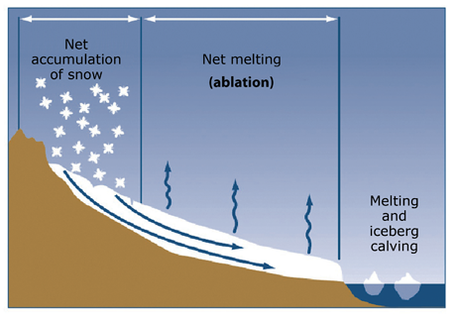 Net
accumulation
of snow
Net melting
(ablation)
Melting
and
iceberg
calving